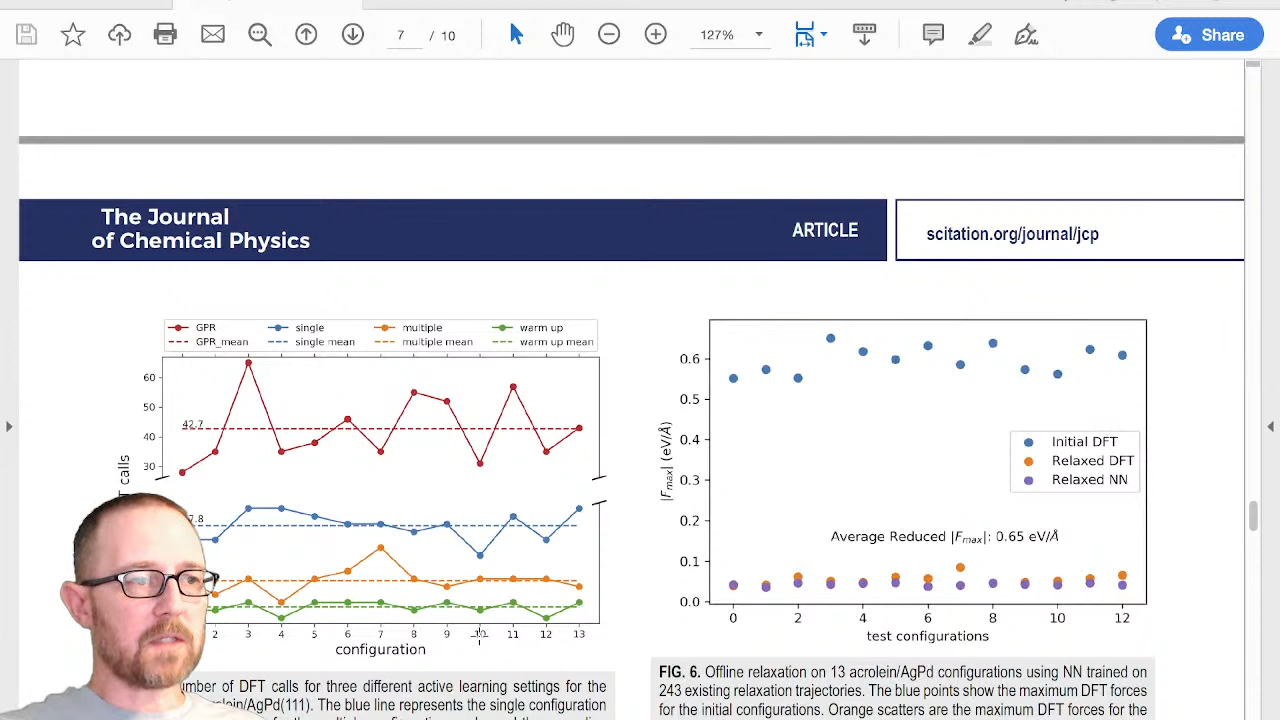 7 / 10
127%
Share
The Journal
of Chemical Physics
ARTICLE
scitation.org/journal/jcp
GPR single multiple warm up
GPR_mean single mean multiple mean warm up mean
60
50
42.7
40
30
calls
7.8
2 3 4 5 6 7 8 9 10 11 12 13
configuration
umber of DFT calls for three different active learning settings for the
olein/AgPd(111). The blue line represents the single configuration
0.6
0.5
0.4
0.3
0.2
0.1
0.0
|Fmax| (eV/Å)
Initial DFT
Relaxed DFT
Relaxed NN
Average Reduced |Fmax|: 0.65 eV/Å
0 2 4 6 8 10 12
test configurations
FIG. 6. Offline relaxation on 13 acrolein/AgPd configurations using NN trained on
243 existing relaxation trajectories. The blue points show the maximum DFT forces
for the initial configurations. Orange scatters are the maximum DFT forces for the